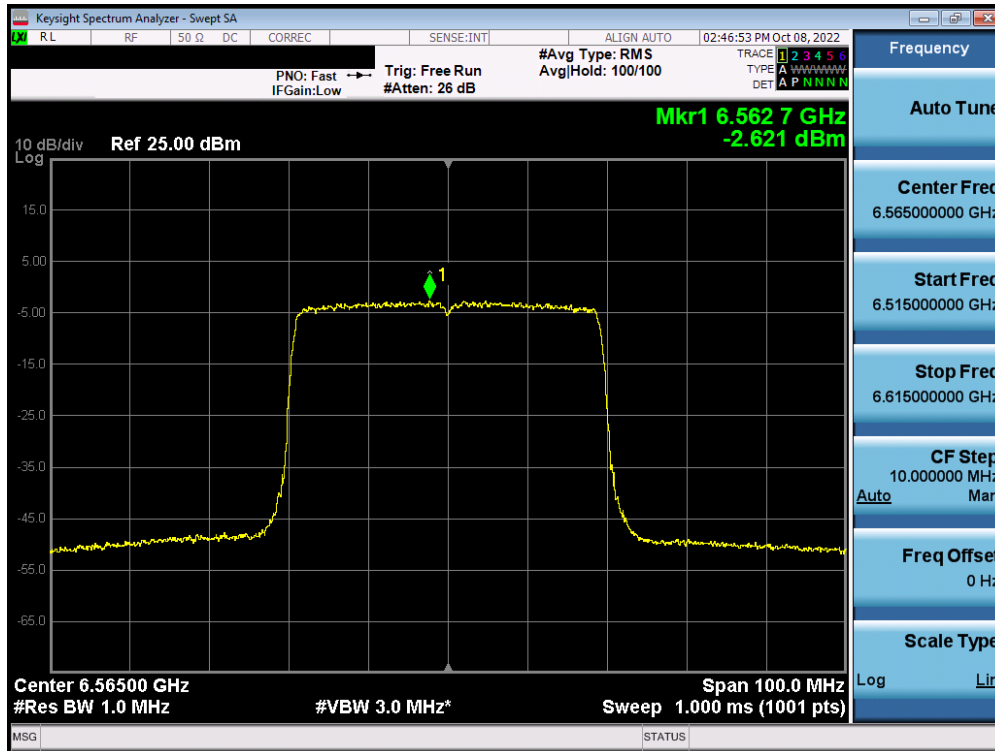 Keysight Spectrum Analyzer - Swept SA
LXI RL RF 50 Ω DC CORREC SENSE:INT ALIGN AUTO 02:46:53 PM Oct 08, 2022
PNO: Fast
IFGain:Low
Trig: Free Run
#Atten: 26 dB
#Avg Type: RMS
Avg|Hold: 100/100
TRACE 1 2 3 4 5 6
TYPE A WWWWW
DET A P N N N N
Mkr1 6.562 7 GHz
-2.621 dBm
10 dB/div Ref 25.00 dBm
Log
15.0
5.00
-5.00
-15.0
-25.0
-35.0
-45.0
-55.0
-65.0
1
Center 6.56500 GHz Span 100.0 MHz
#Res BW 1.0 MHz #VBW 3.0 MHz* Sweep 1.000 ms (1001 pts)
MSG STATUS
Frequency
Auto Tune
Center Freq
6.565000000 GHz
Start Freq
6.515000000 GHz
Stop Freq
6.615000000 GHz
CF Step
10.000000 MHz
Auto Man
Freq Offset
0 Hz
Scale Type
Log Lin